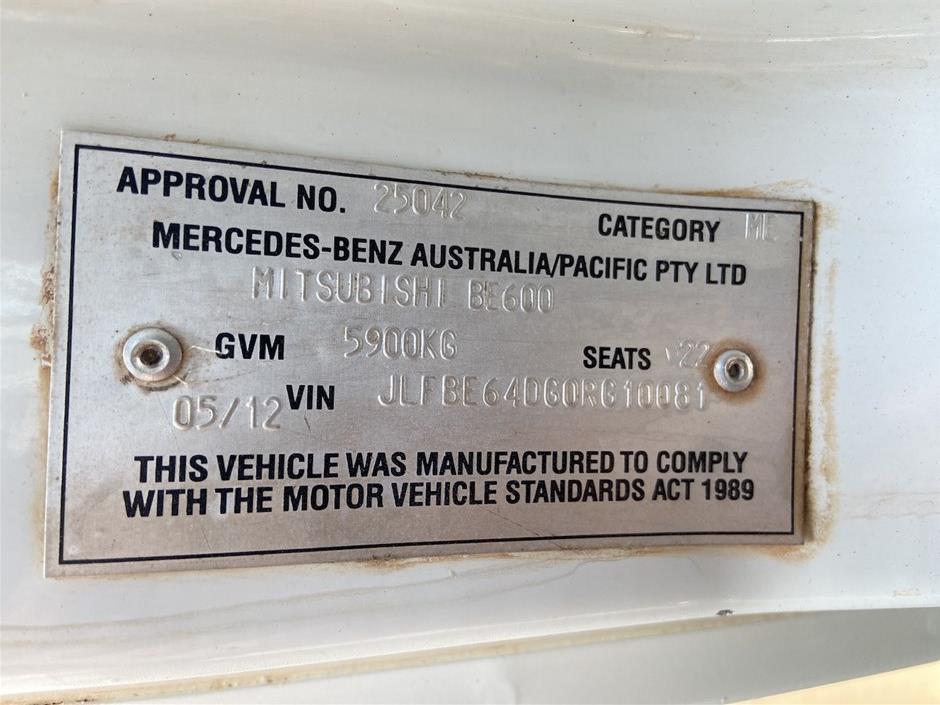 APPROVAL NO. 25042
CATEGORY ME
MERCEDES-BENZ AUSTRALIA/PACIFIC PTY LTD
MITSUBISHI BE600
GVM 5900KG SEATS 22
05/12 VIN JLFBE64DG0RG10081
THIS VEHICLE WAS MANUFACTURED TO COMPLY
WITH THE MOTOR VEHICLE STANDARDS ACT 1989